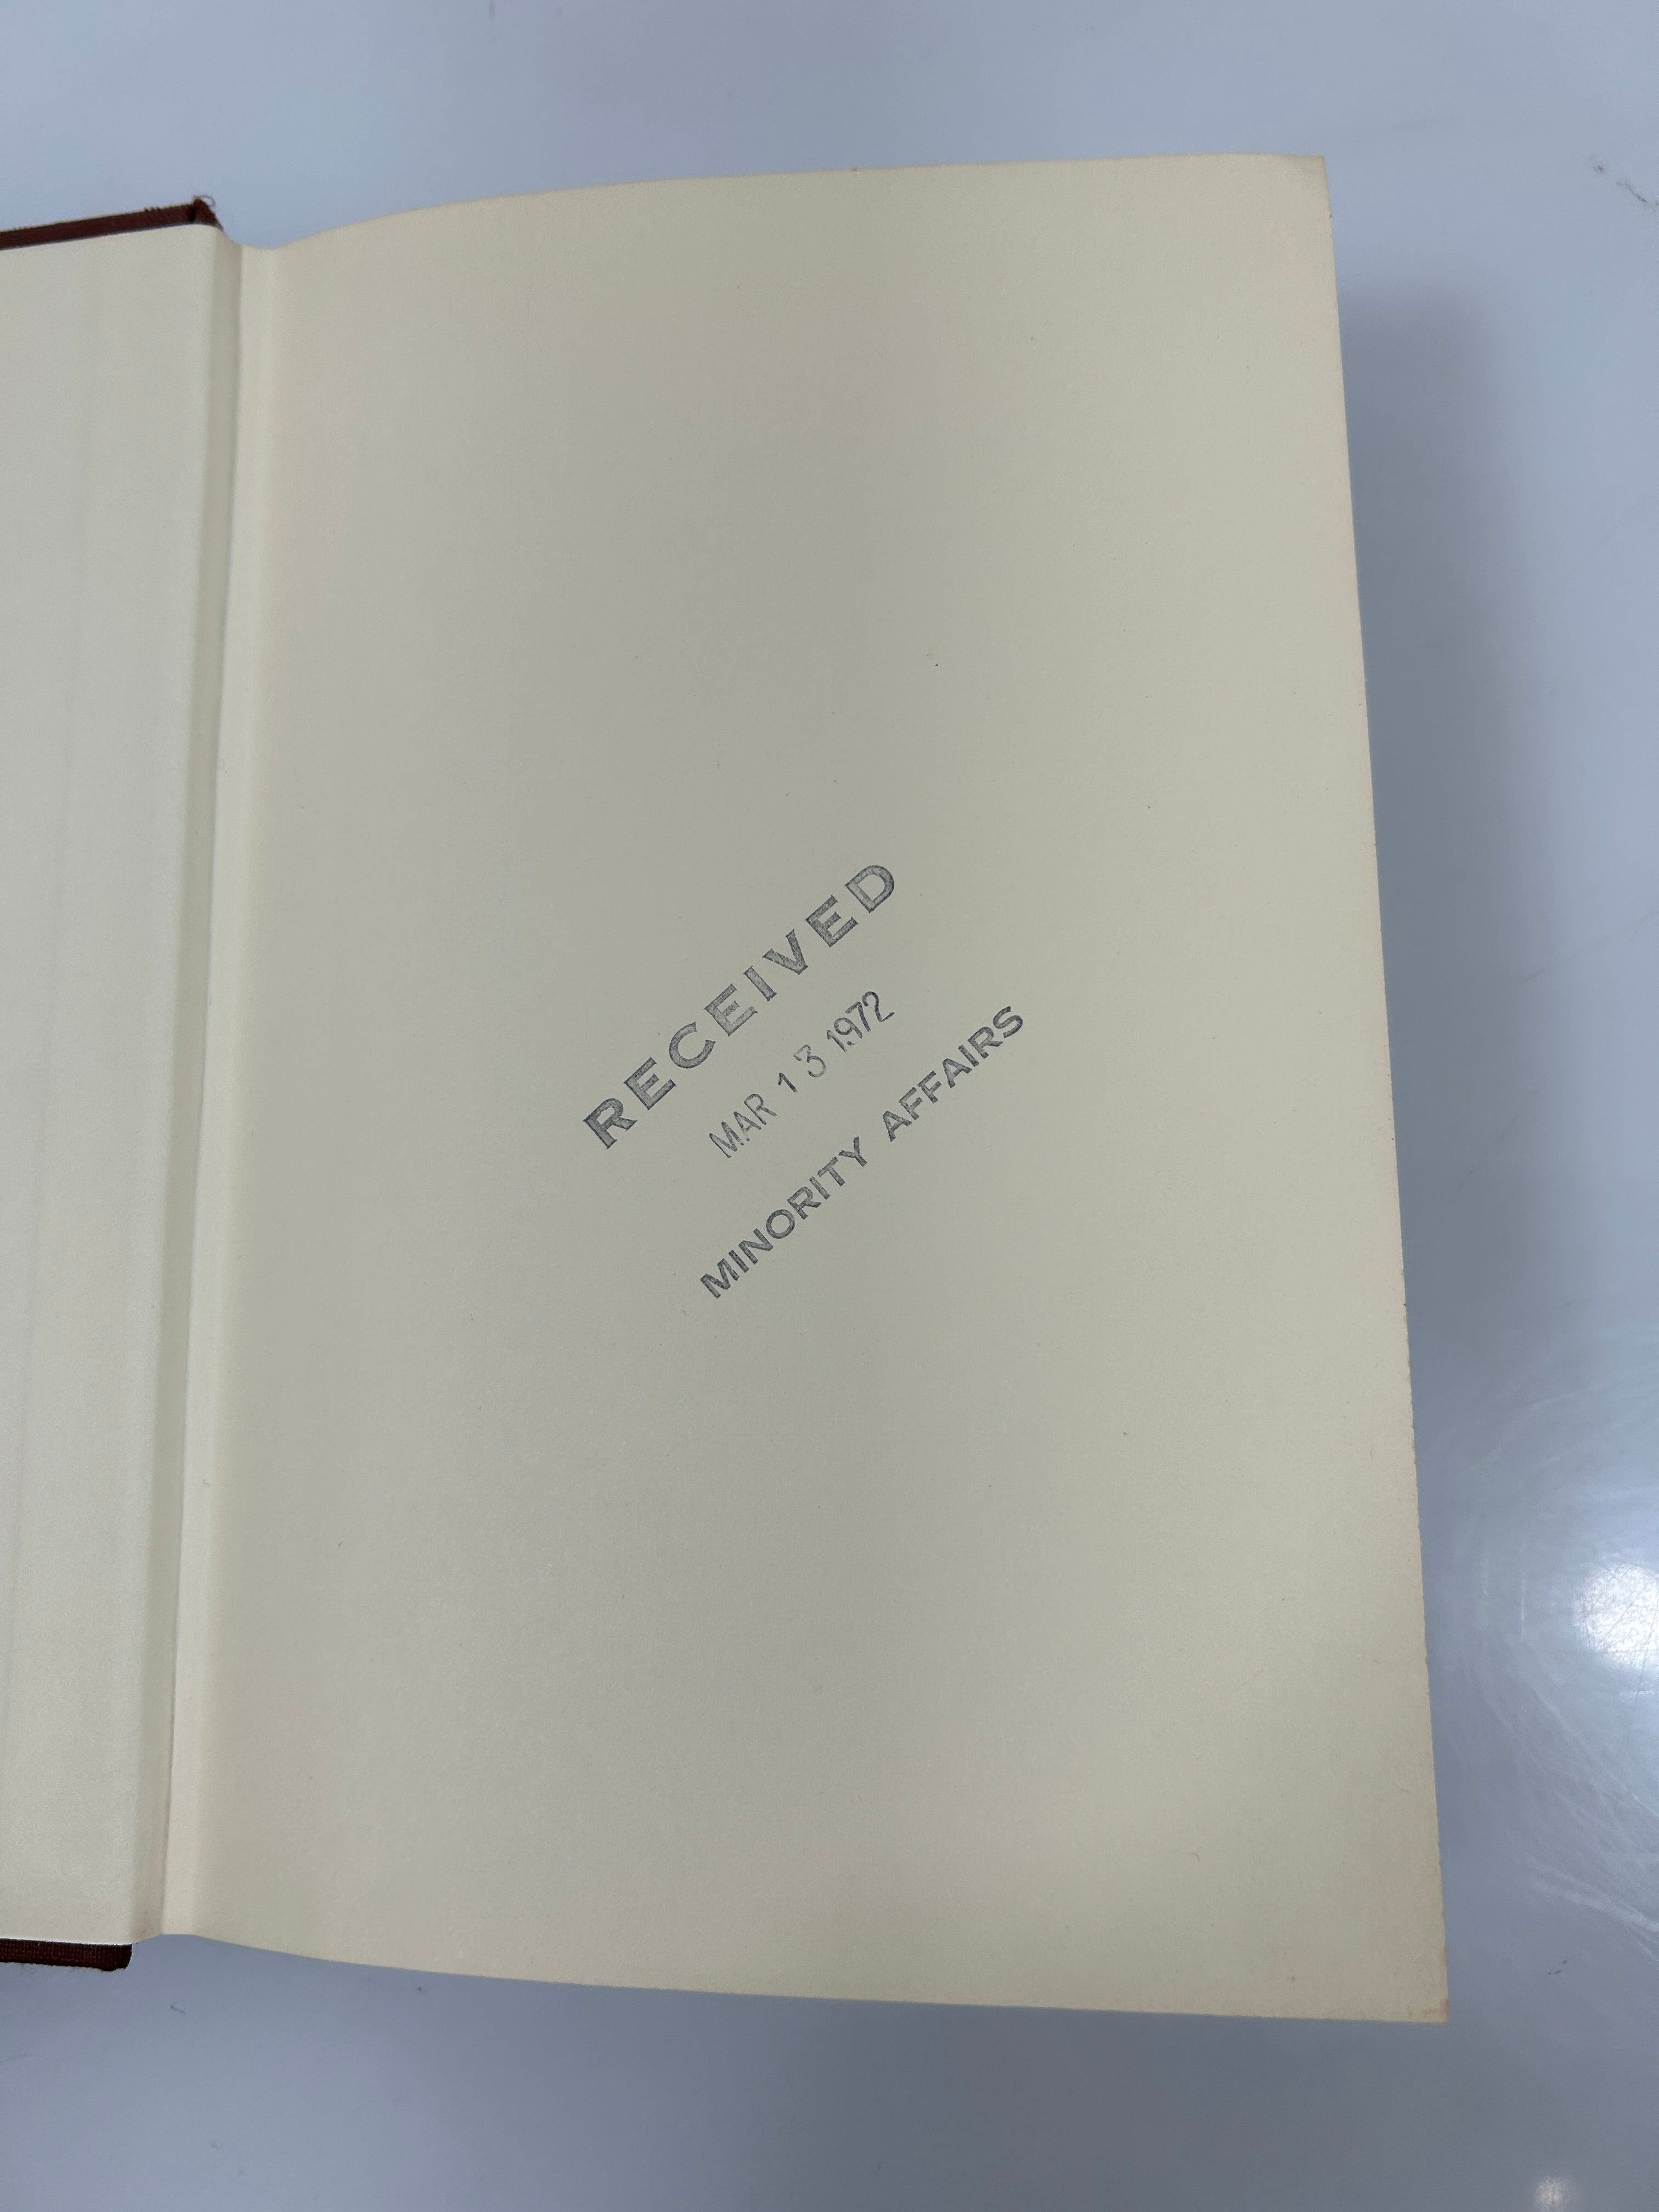 RECEIVED
MAR 13 1972
MINORITY AFFAIRS